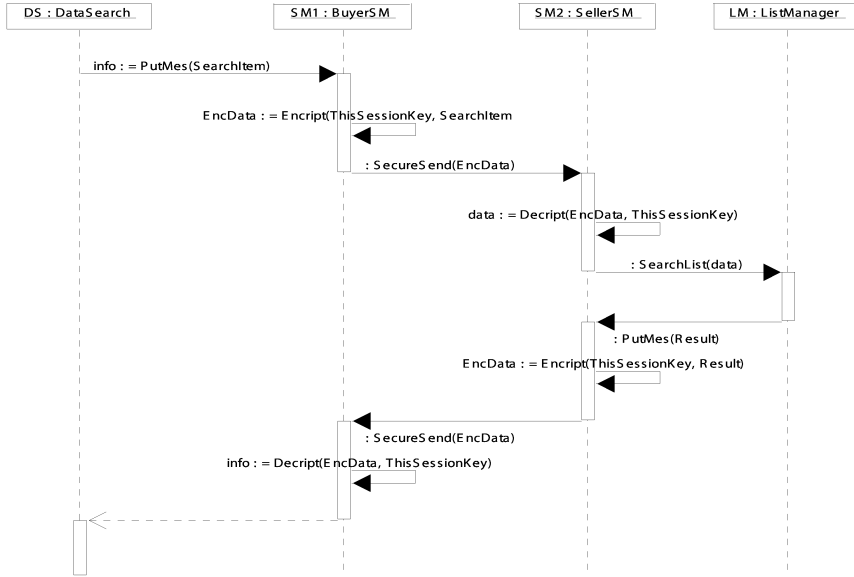 DS : DataSearch
SM1 : BuyerSM
SM2 : SellerSM
LM : ListManager
info : = PutMes(SearchItem)
EncData : = Encript(ThisSessionKey, SearchItem
: SecureSend(EncData)
data : = Decript(EncData, ThisSessionKey)
: SearchList(data)
: PutMes(Result)
EncData : = Encript(ThisSessionKey, Result)
: SecureSend(EncData)
info : = Decript(EncData, ThisSessionKey)